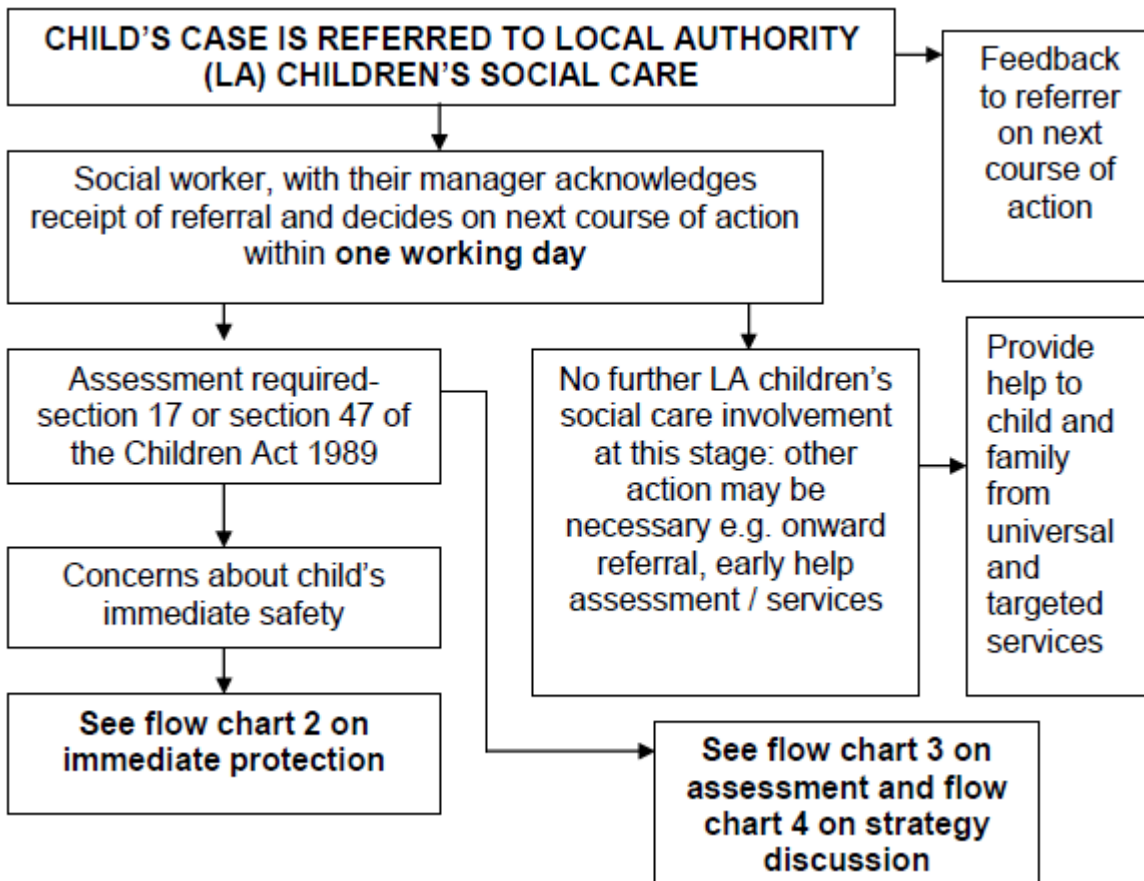 CHILD'S CASE IS REFERRED TO LOCAL AUTHORITY
(LA) CHILDREN'S SOCIAL CARE
Feedback
to referrer
on next
course of
action
Social worker, with their manager acknowledges
receipt of referral and decides on next course of action
within one working day
Assessment required-
section 17 or section 47 of
the Children Act 1989
No further LA children's
social care involvement
at this stage: other
action may be
necessary e.g. onward
referral, early help
assessment / services
Provide
help to
child and
family
from
universal
and
targeted
services
Concerns about child's
immediate safety
See flow chart 2 on
immediate protection
See flow chart 3 on
assessment and flow
chart 4 on strategy
discussion